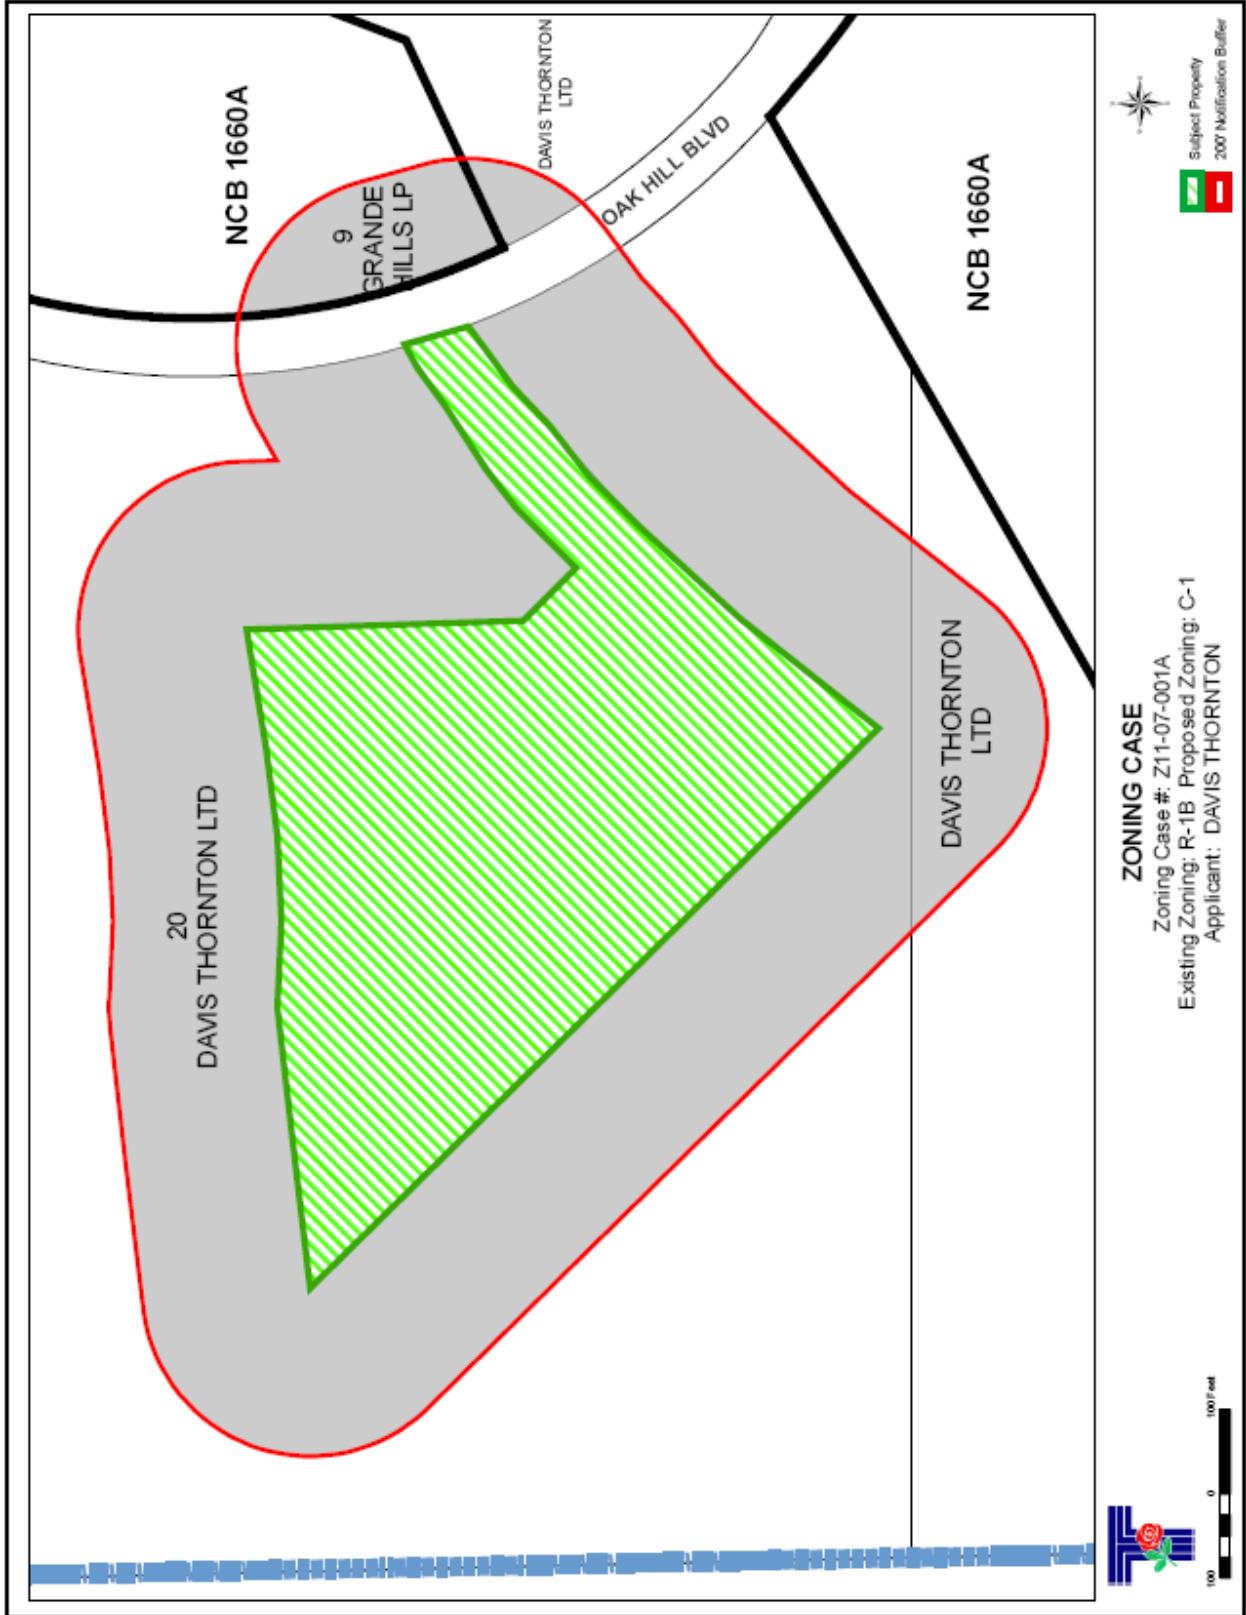 NCB 1660A
9
GRANDE
HILLS LP
DAVIS THORNTON
LTD
OAK HILL BLVD
20
DAVIS THORNTON LTD
DAVIS THORNTON
LTD
NCB 1660A
ZONING CASE
Zoning Case #: Z11-07-001A
Existing Zoning: R-1B Proposed Zoning: C-1
Applicant: DAVIS THORNTON
100
0
100 Feet
Subject Property
200' Notification Buffer